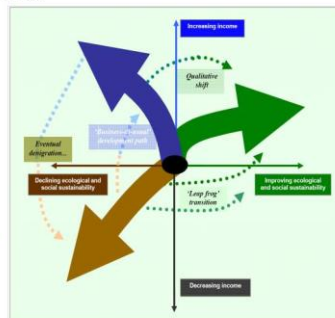 Increasing income
Qualitative
shift
'Business-as-usual'
development path
Eventual
denigration...
Declining ecological and
social sustainability
Improving ecological
and social sustainability
'Leap frog'
transition
Decreasing income